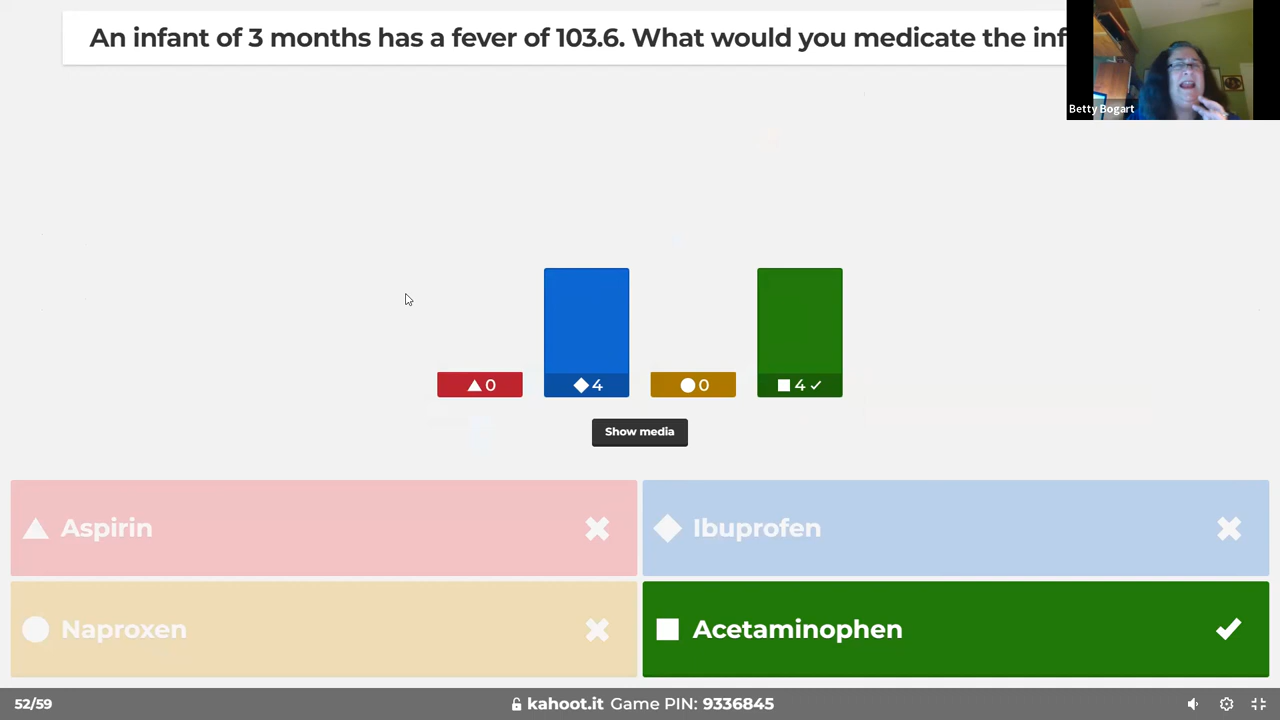 An infant of 3 months has a fever of 103.6. What would you medicate the
Betty Bogart
0
4
0
4
Show media
Aspirin
Ibuprofen
Naproxen
Acetaminophen
52/59
kahoot.it Game PIN: 9336845